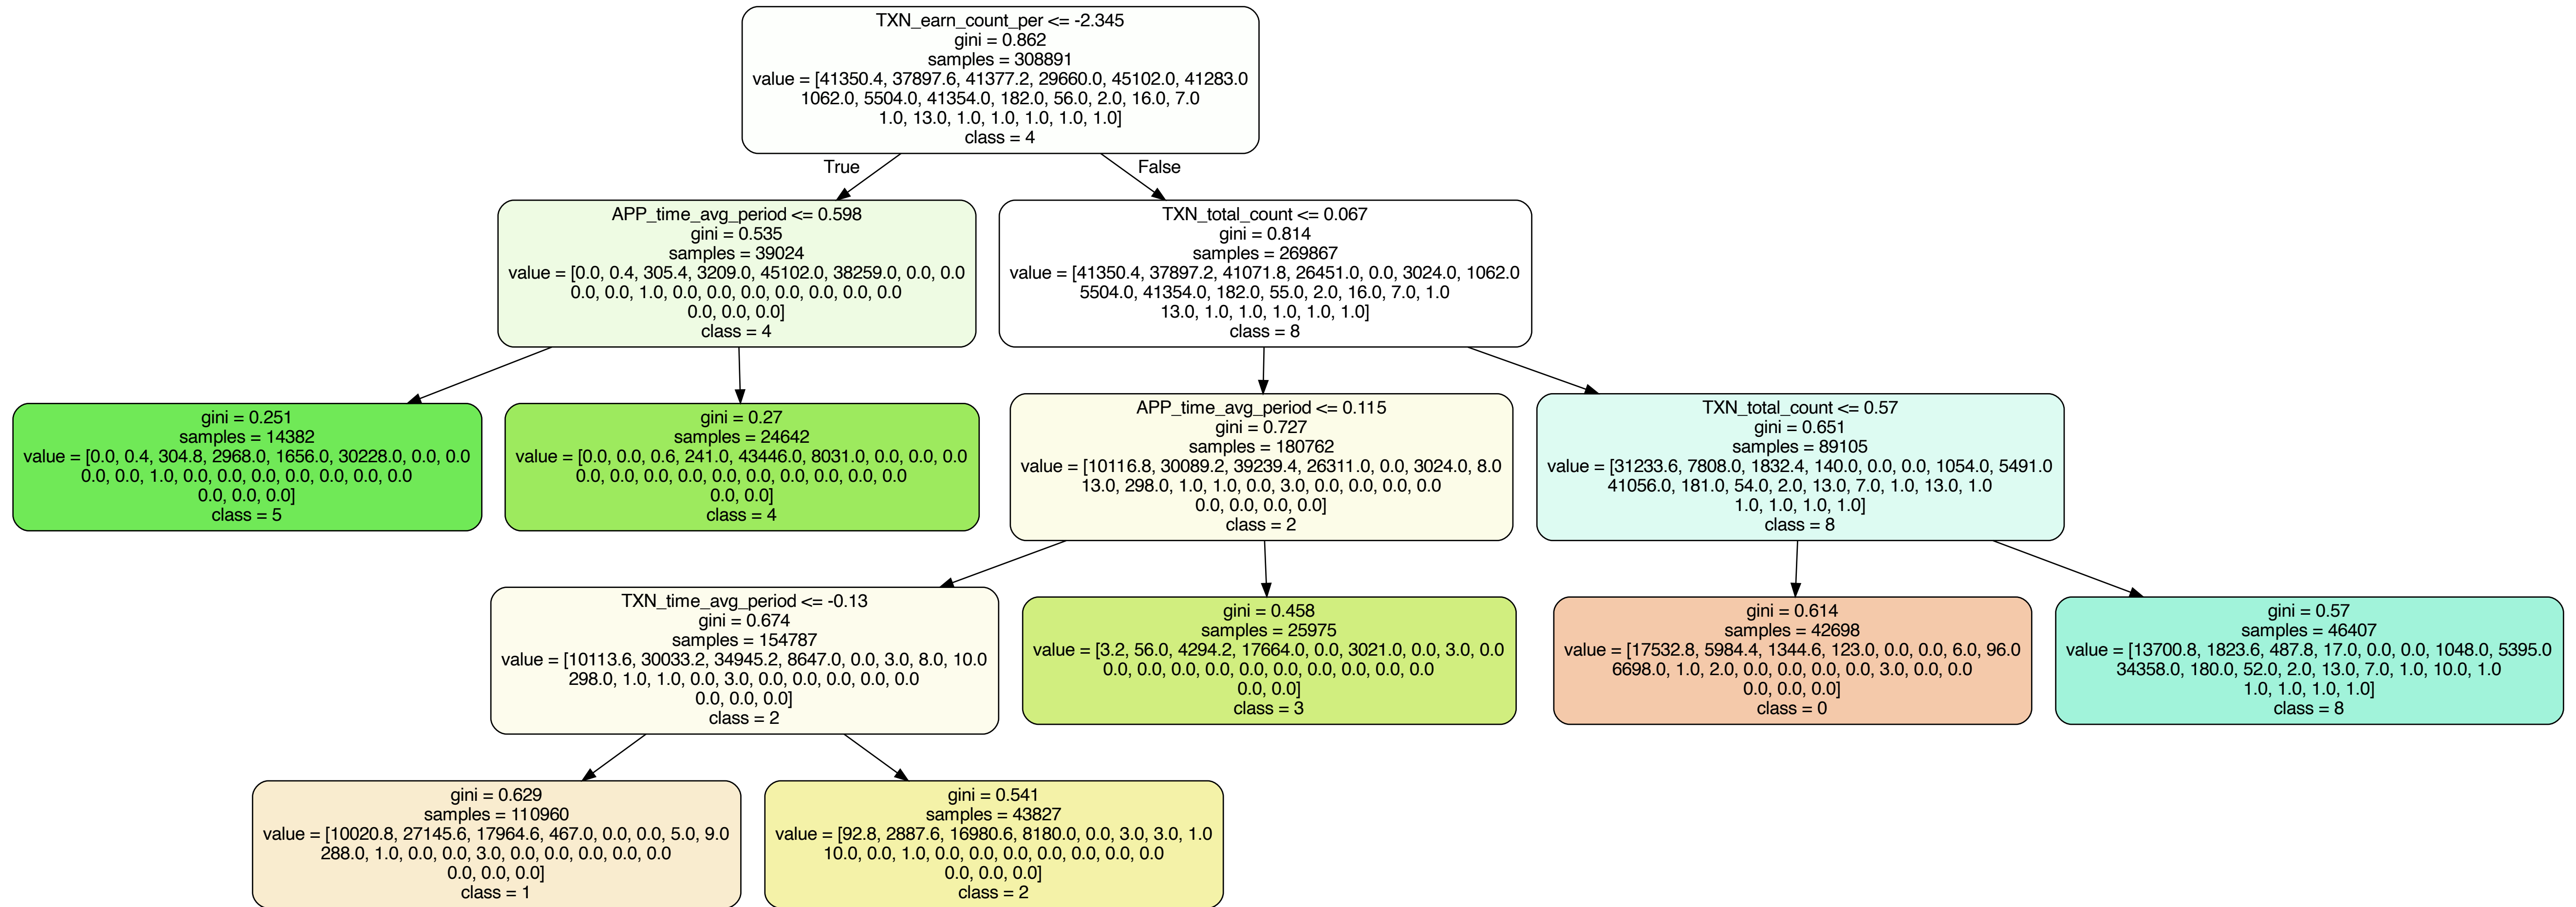 TXN_earn_count_per <= -2.345
gini = 0.862
samples = 308891
value = [41350.4, 37897.6, 41377.2, 29660.0, 45102.0, 41283.0
1062.0, 5504.0, 41354.0, 182.0, 56.0, 2.0, 16.0, 7.0
1.0, 13.0, 1.0, 1.0, 1.0, 1.0, 1.0]
class = 4
True
False
APP_time_avg_period <= 0.598
gini = 0.535
samples = 39024
value = [0.0, 0.4, 305.4, 3209.0, 45102.0, 38259.0, 0.0, 0.0
0.0, 0.0, 1.0, 0.0, 0.0, 0.0, 0.0, 0.0, 0.0, 0.0
0.0, 0.0, 0.0]
class = 4
TXN_total_count <= 0.067
gini = 0.814
samples = 269867
value = [41350.4, 37897.2, 41071.8, 26451.0, 0.0, 3024.0, 1062.0
5504.0, 41354.0, 182.0, 55.0, 2.0, 16.0, 7.0, 1.0
13.0, 1.0, 1.0, 1.0, 1.0, 1.0]
class = 8
gini = 0.251
samples = 14382
value = [0.0, 0.4, 304.8, 2968.0, 1656.0, 30228.0, 0.0, 0.0
0.0, 0.0, 1.0, 0.0, 0.0, 0.0, 0.0, 0.0, 0.0, 0.0
0.0, 0.0, 0.0]
class = 5
gini = 0.27
samples = 24642
value = [0.0, 0.0, 0.6, 241.0, 43446.0, 8031.0, 0.0, 0.0, 0.0
0.0, 0.0, 0.0, 0.0, 0.0, 0.0, 0.0, 0.0, 0.0, 0.0
0.0, 0.0]
class = 4
APP_time_avg_period <= 0.115
gini = 0.727
samples = 180762
value = [10116.8, 30089.2, 39239.4, 26311.0, 0.0, 3024.0, 8.0
13.0, 298.0, 1.0, 1.0, 0.0, 3.0, 0.0, 0.0, 0.0, 0.0
0.0, 0.0, 0.0, 0.0]
class = 2
TXN_total_count <= 0.57
gini = 0.651
samples = 89105
value = [31233.6, 7808.0, 1832.4, 140.0, 0.0, 0.0, 1054.0, 5491.0
41056.0, 181.0, 54.0, 2.0, 13.0, 7.0, 1.0, 13.0, 1.0
1.0, 1.0, 1.0, 1.0]
class = 8
TXN_time_avg_period <= -0.13
gini = 0.674
samples = 154787
value = [10113.6, 30033.2, 34945.2, 8647.0, 0.0, 3.0, 8.0, 10.0
298.0, 1.0, 1.0, 0.0, 3.0, 0.0, 0.0, 0.0, 0.0, 0.0
0.0, 0.0, 0.0]
class = 2
gini = 0.458
samples = 25975
value = [3.2, 56.0, 4294.2, 17664.0, 0.0, 3021.0, 0.0, 3.0, 0.0
0.0, 0.0, 0.0, 0.0, 0.0, 0.0, 0.0, 0.0, 0.0, 0.0
0.0, 0.0]
class = 3
gini = 0.614
samples = 42698
value = [17532.8, 5984.4, 1344.6, 123.0, 0.0, 0.0, 6.0, 96.0
6698.0, 1.0, 2.0, 0.0, 0.0, 0.0, 0.0, 3.0, 0.0, 0.0
0.0, 0.0, 0.0]
class = 0
gini = 0.57
samples = 46407
value = [13700.8, 1823.6, 487.8, 17.0, 0.0, 0.0, 1048.0, 5395.0
34358.0, 180.0, 52.0, 2.0, 13.0, 7.0, 1.0, 10.0, 1.0
1.0, 1.0, 1.0, 1.0]
class = 8
gini = 0.629
samples = 110960
value = [10020.8, 27145.6, 17964.6, 467.0, 0.0, 0.0, 5.0, 9.0
288.0, 1.0, 0.0, 0.0, 3.0, 0.0, 0.0, 0.0, 0.0, 0.0
0.0, 0.0, 0.0]
class = 1
gini = 0.541
samples = 43827
value = [92.8, 2887.6, 16980.6, 8180.0, 0.0, 3.0, 3.0, 1.0
10.0, 0.0, 1.0, 0.0, 0.0, 0.0, 0.0, 0.0, 0.0, 0.0
0.0, 0.0, 0.0]
class = 2